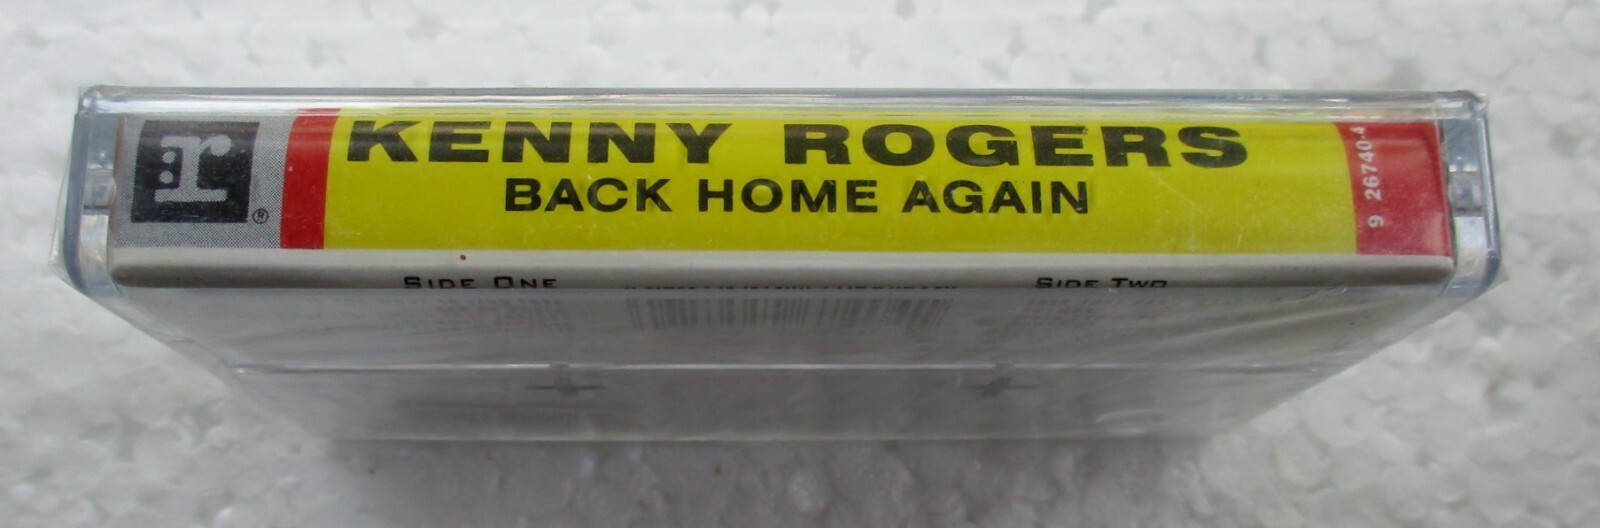 :r
®
KENNY ROGERS
BACK HOME AGAIN
9 26740-4
SIDE ONE
SIDE TWO